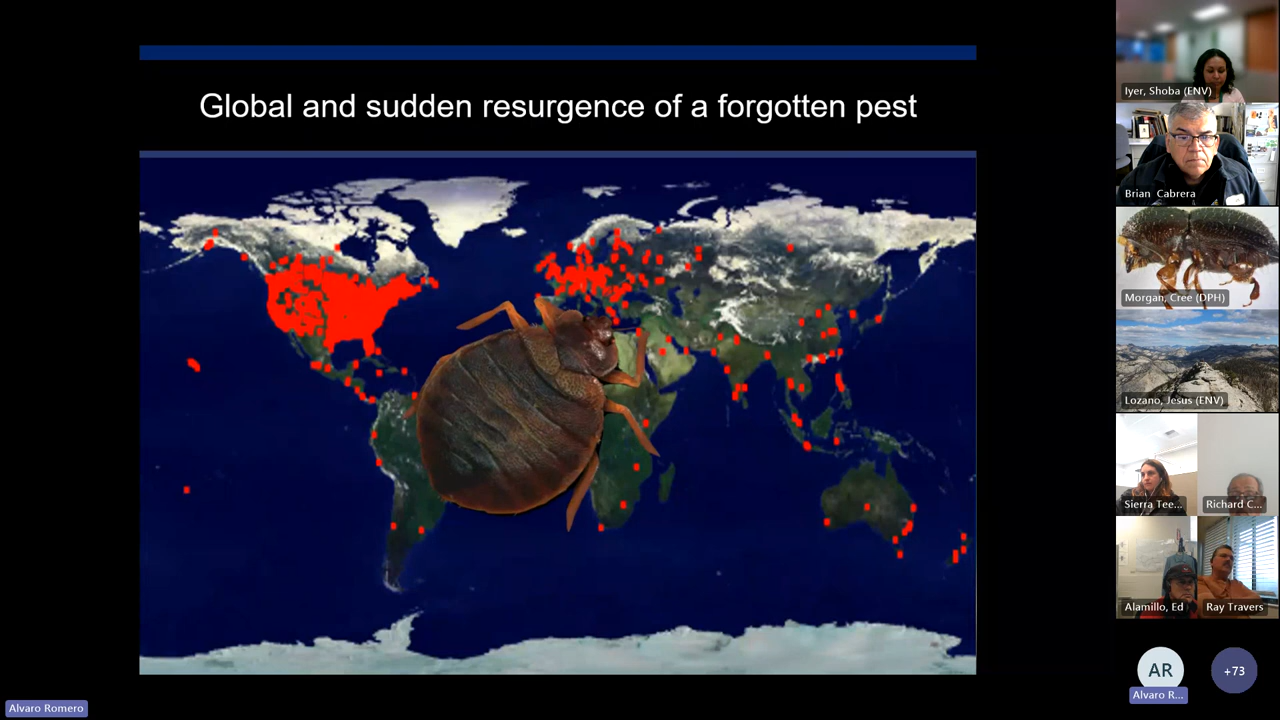 Global and sudden resurgence of a forgotten pest
Iyer, Shoba (ENV)
Brian Cabrera
Morgan, Cree (DPH)
Lozano, Jesus (ENV)
Sierra Tee...
Richard C...
Alamillo, Ed
Ray Travers
AR
+73
Alvaro R...
Alvaro Romero